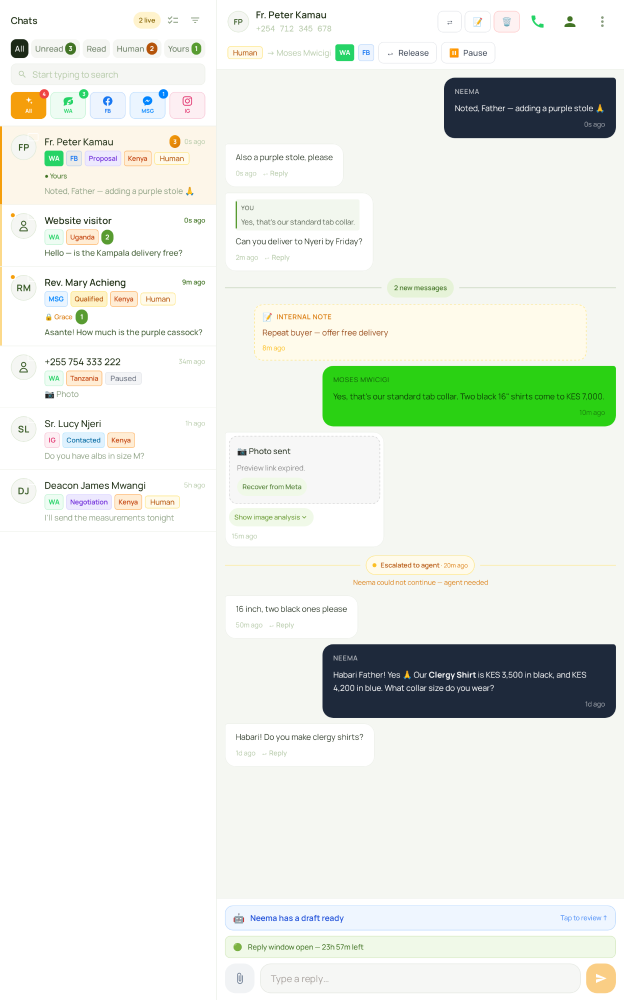 Chats
2 live
All
Unread 3
Read
Human 2
Yours 1
Start typing to search
4
All
3
WA
FB
1
MSG
IG
FP
Fr. Peter Kamau
3
0s ago
WA
FB
Proposal
Kenya
Human
• Yours
Noted, Father — adding a purple stole 🙏
Website visitor
0s ago
WA
Uganda
2
Hello — is the Kampala delivery free?
RM
Rev. Mary Achieng
9m ago
MSG
Qualified
Kenya
Human
🔒 Grace
1
Asante! How much is the purple cassock?
+255 754 333 222
34m ago
WA
Tanzania
Paused
📷 Photo
SL
Sr. Lucy Njeri
1h ago
IG
Contacted
Kenya
Do you have albs in size M?
DJ
Deacon James Mwangi
5h ago
WA
Negotiation
Kenya
Human
I'll send the measurements tonight
FP
Fr. Peter Kamau
+254 712 345 678
Human
→ Moses Mwicigi
WA
FB
Release
Pause
NEEMA
Noted, Father — adding a purple stole 🙏
0s ago
Also a purple stole, please
0s ago
Reply
YOU
Yes, that's our standard tab collar.
Can you deliver to Nyeri by Friday?
2m ago
Reply
2 new messages
📝 INTERNAL NOTE
Repeat buyer — offer free delivery
8m ago
MOSES MWICIGI
Yes, that's our standard tab collar. Two black 16" shirts come to KES 7,000.
10m ago
📷 Photo sent
Preview link expired.
Recover from Meta
Show image analysis
15m ago
Escalated to agent · 20m ago
Neema could not continue — agent needed
16 inch, two black ones please
50m ago
Reply
NEEMA
Habari Father! Yes 🙏 Our Clergy Shirt is KES 3,500 in black, and KES
4,200 in blue. What collar size do you wear?
1d ago
Habari! Do you make clergy shirts?
1d ago
Reply
🤖 Neema has a draft ready
Tap to review ↑
Reply window open — 23h 57m left
Type a reply…